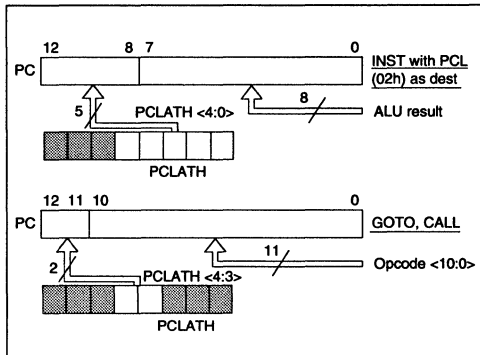 12 8 7 0
PC
INST with PCL
(02h) as dest
5
PCLATH <4:0>
8
ALU result
PCLATH
12 11 10 0
PC
GOTO, CALL
2
PCLATH <4:3>
11
Opcode <10:0>
PCLATH